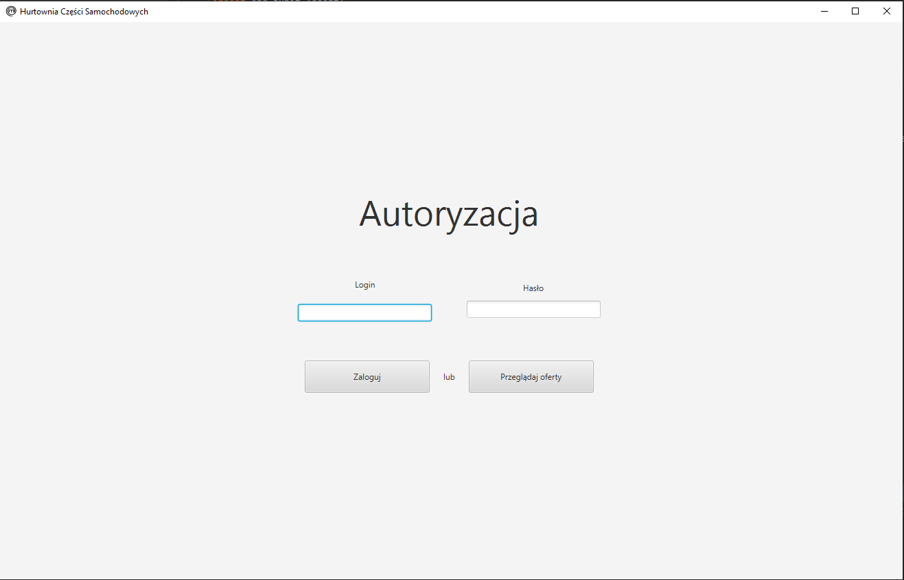 Hurtownia Części Samochodowych
Autoryzacja
Login
Hasło
Zaloguj
lub
Przeglądaj oferty